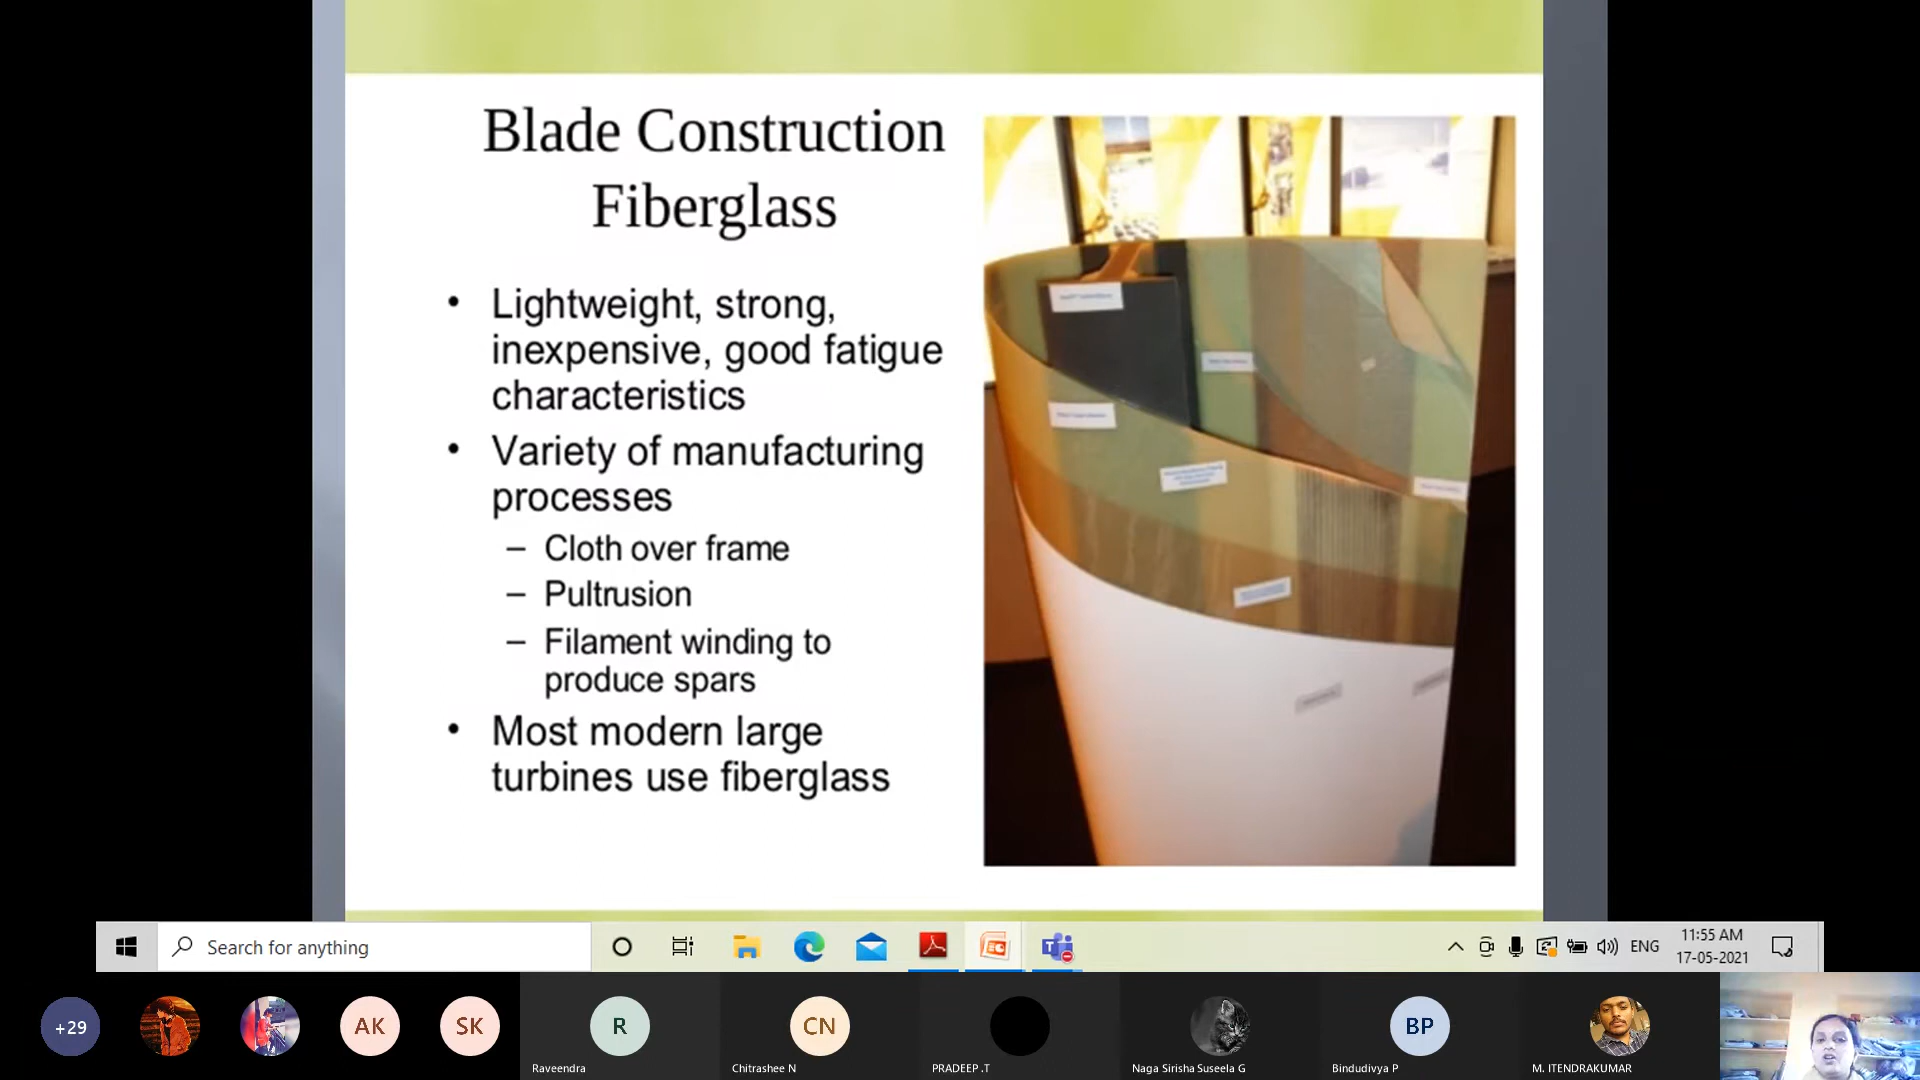 Blade Construction
Fiberglass
• Lightweight, strong,
inexpensive, good fatigue
characteristics
• Variety of manufacturing
processes
– Cloth over frame
– Pultrusion
– Filament winding to
produce spars
• Most modern large
turbines use fiberglass
Search for anything
ENG
11:55 AM
17-05-2021
+29
AK
SK
R
CN
BP
Raveendra
Chitrashee N
PRADEEP .T
Naga Sirisha Suseela G
Bindudivya P
M. ITENDRAKUMAR